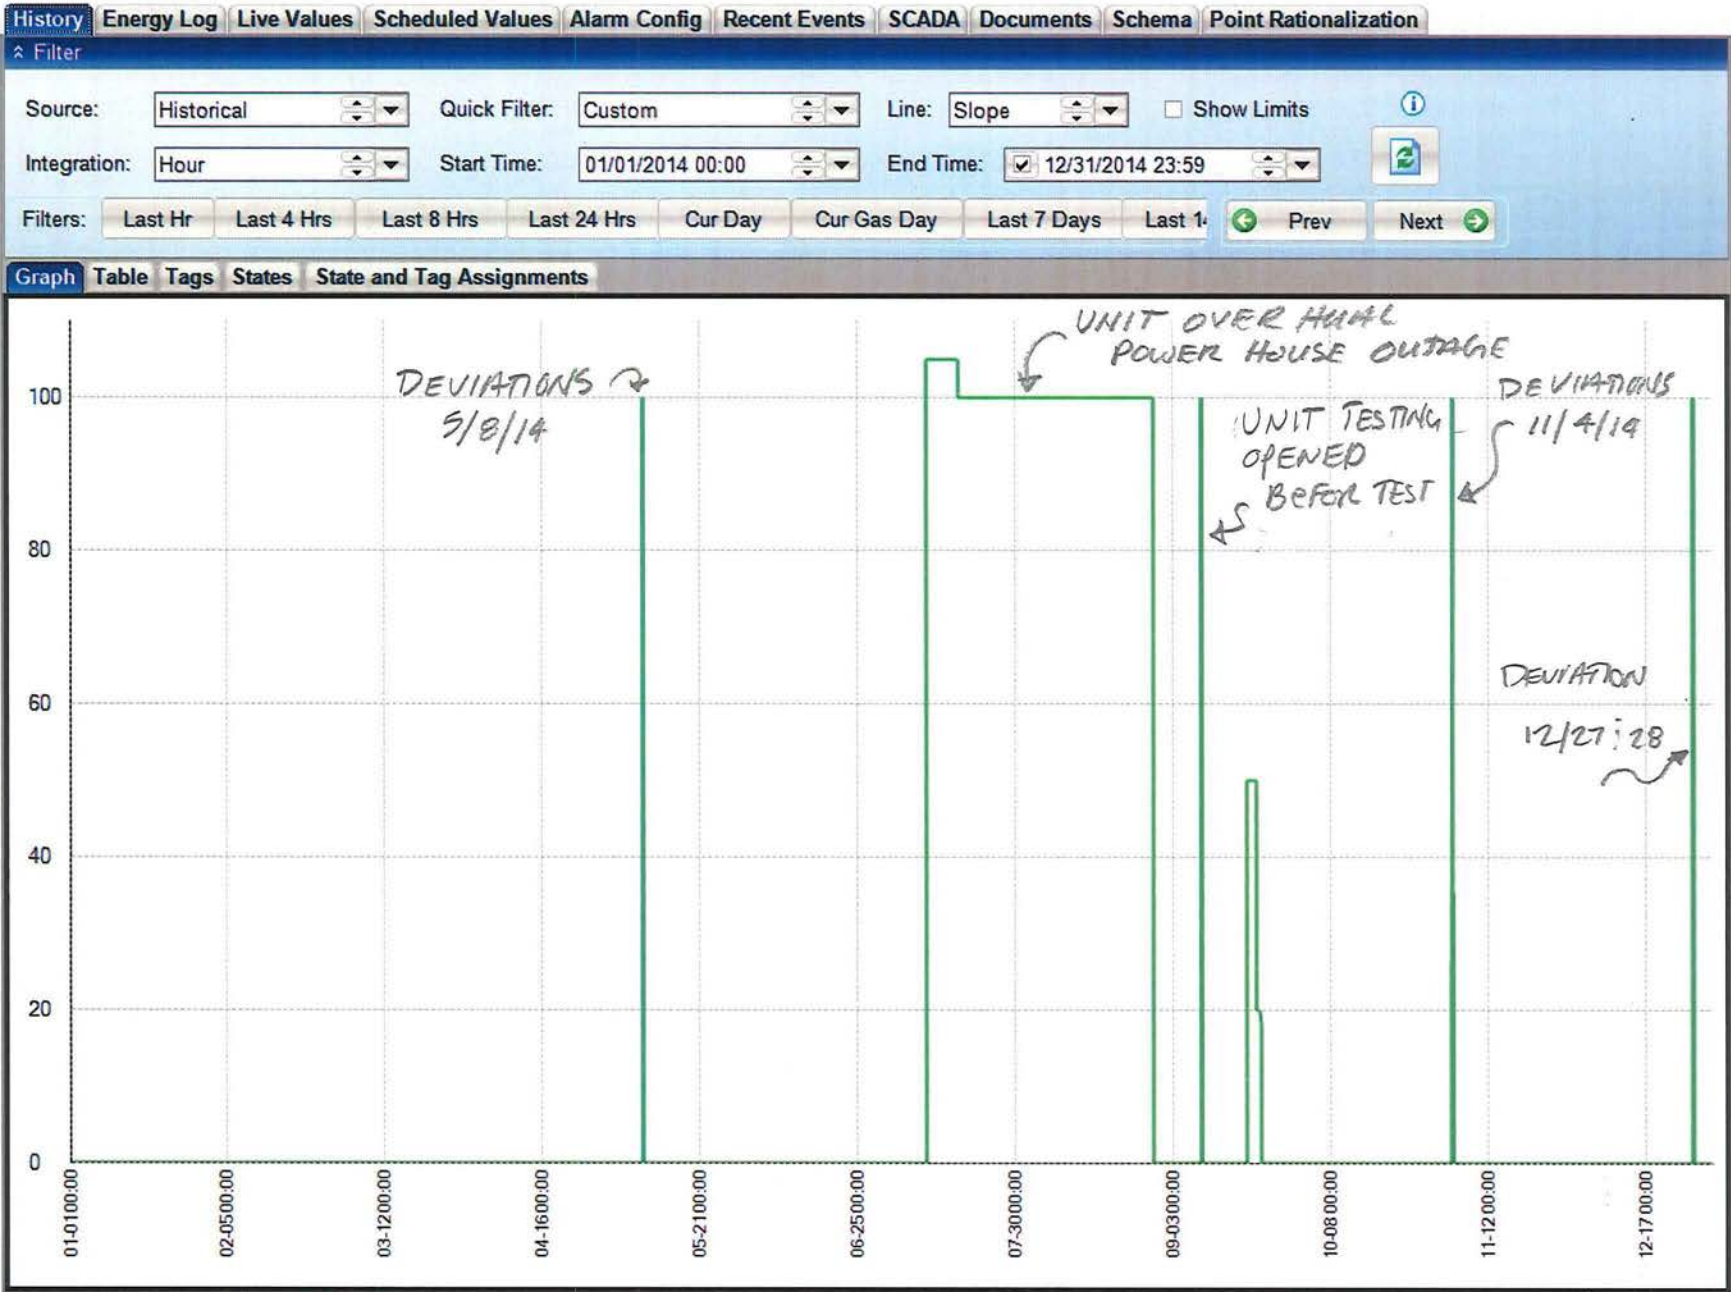 History Energy Log Live Values Scheduled Values Alarm Config Recent Events SCADA Documents Schema Point Rationalization
Filter
Source: Historical Quick Filter: Custom Line: Slope Show Limits
Integration: Hour Start Time: 01/01/2014 00:00 End Time: 12/31/2014 23:59
Filters: Last Hr Last 4 Hrs Last 8 Hrs Last 24 Hrs Cur Day Cur Gas Day Last 7 Days Last 14 Prev Next
Graph Table Tags States State and Tag Assignments
UNIT OVER HUAL
POWER HOUSE OUTAGE
DEVIATIONS
5/8/14
DEVIATIONS
11/4/14
UNIT TESTING
OPENED
BEFOR TEST
DEVIATION
12/27 ; 28
100
80
60
40
20
0
01-01 00:00
02-05 00:00
03-12 00:00
04-16 00:00
05-21 00:00
06-25 00:00
07-30 00:00
09-03 00:00
10-08 00:00
11-12 00:00
12-17 00:00